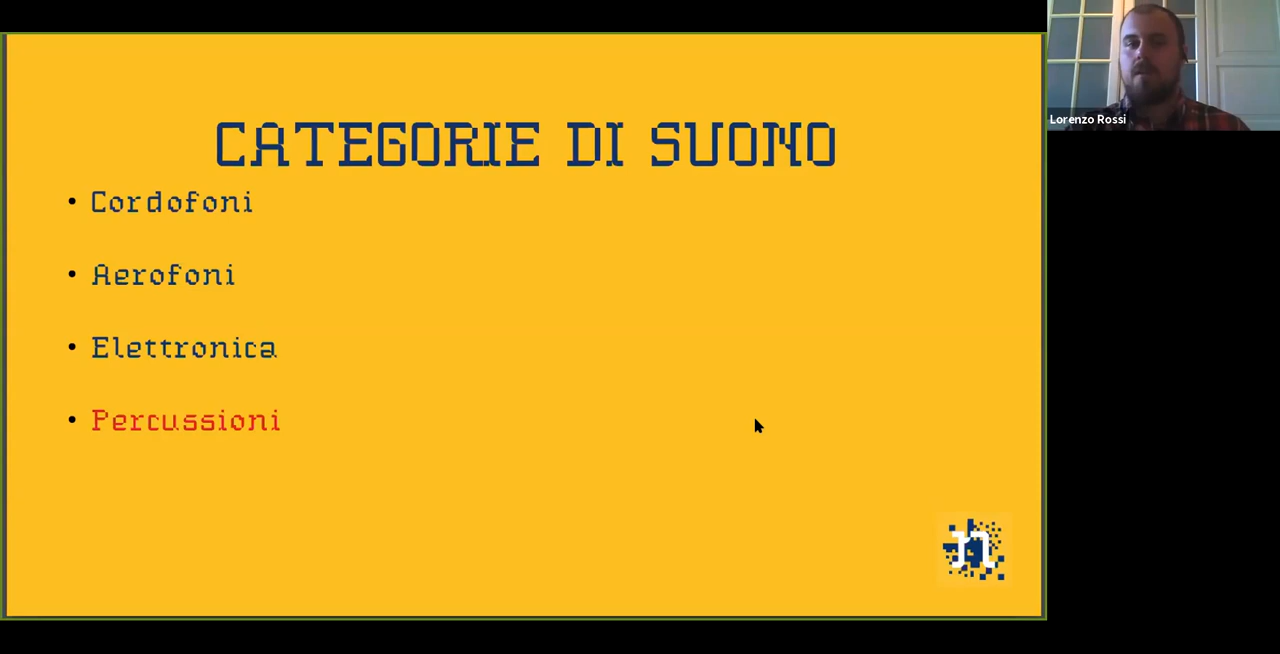 CATEGORIE DI SUONO
• Cordofoni
• Aerofoni
• Elettronica
• Percussioni
n
Lorenzo Rossi